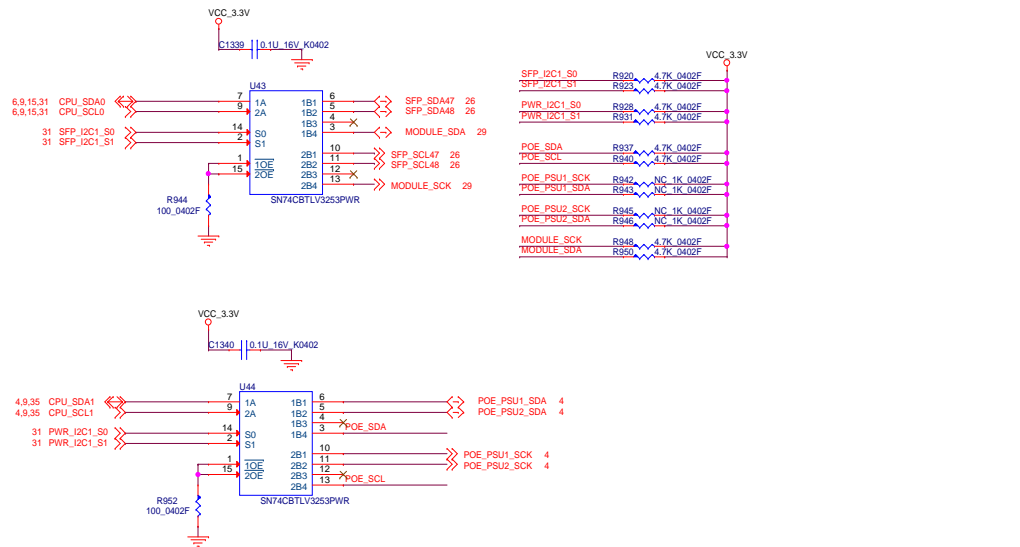 VCC_3.3V
C1339 0.1U_16V_K0402
U43
6,9,15,31 CPU_SDA0 7 1A 1B1 6 SFP_SDA47 26
6,9,15,31 CPU_SCL0 9 2A 1B2 5 SFP_SDA48 26
1B3 4
31 SFP_I2C1_S0 14 S0 1B4 3 MODULE_SDA 29
31 SFP_I2C1_S1 2 S1
2B1 10 SFP_SCL47 26
1 1OE 2B2 11 SFP_SCL48 26
15 2OE 2B3 12
2B4 13 MODULE_SCK 29
SN74CBTLV3253PWR
R944
100_0402F
VCC_3.3V
SFP_I2C1_S0 R920 4.7K_0402F
SFP_I2C1_S1 R923 4.7K_0402F
PWR_I2C1_S0 R928 4.7K_0402F
PWR_I2C1_S1 R931 4.7K_0402F
POE_SDA R937 4.7K_0402F
POE_SCL R940 4.7K_0402F
POE_PSU1_SCK R942 NC_1K_0402F
POE_PSU1_SDA R943 NC_1K_0402F
POE_PSU2_SCK R945 NC_1K_0402F
POE_PSU2_SDA R946 NC_1K_0402F
MODULE_SCK R948 4.7K_0402F
MODULE_SDA R950 4.7K_0402F
VCC_3.3V
C1340 0.1U_16V_K0402
U44
4,9,35 CPU_SDA1 7 1A 1B1 6 POE_PSU1_SDA 4
4,9,35 CPU_SCL1 9 2A 1B2 5 POE_PSU2_SDA 4
1B3 4
31 PWR_I2C1_S0 14 S0 1B4 3 POE_SDA
31 PWR_I2C1_S1 2 S1
2B1 10 POE_PSU1_SCK 4
1 1OE 2B2 11 POE_PSU2_SCK 4
15 2OE 2B3 12
2B4 13 POE_SCL
SN74CBTLV3253PWR
R952
100_0402F